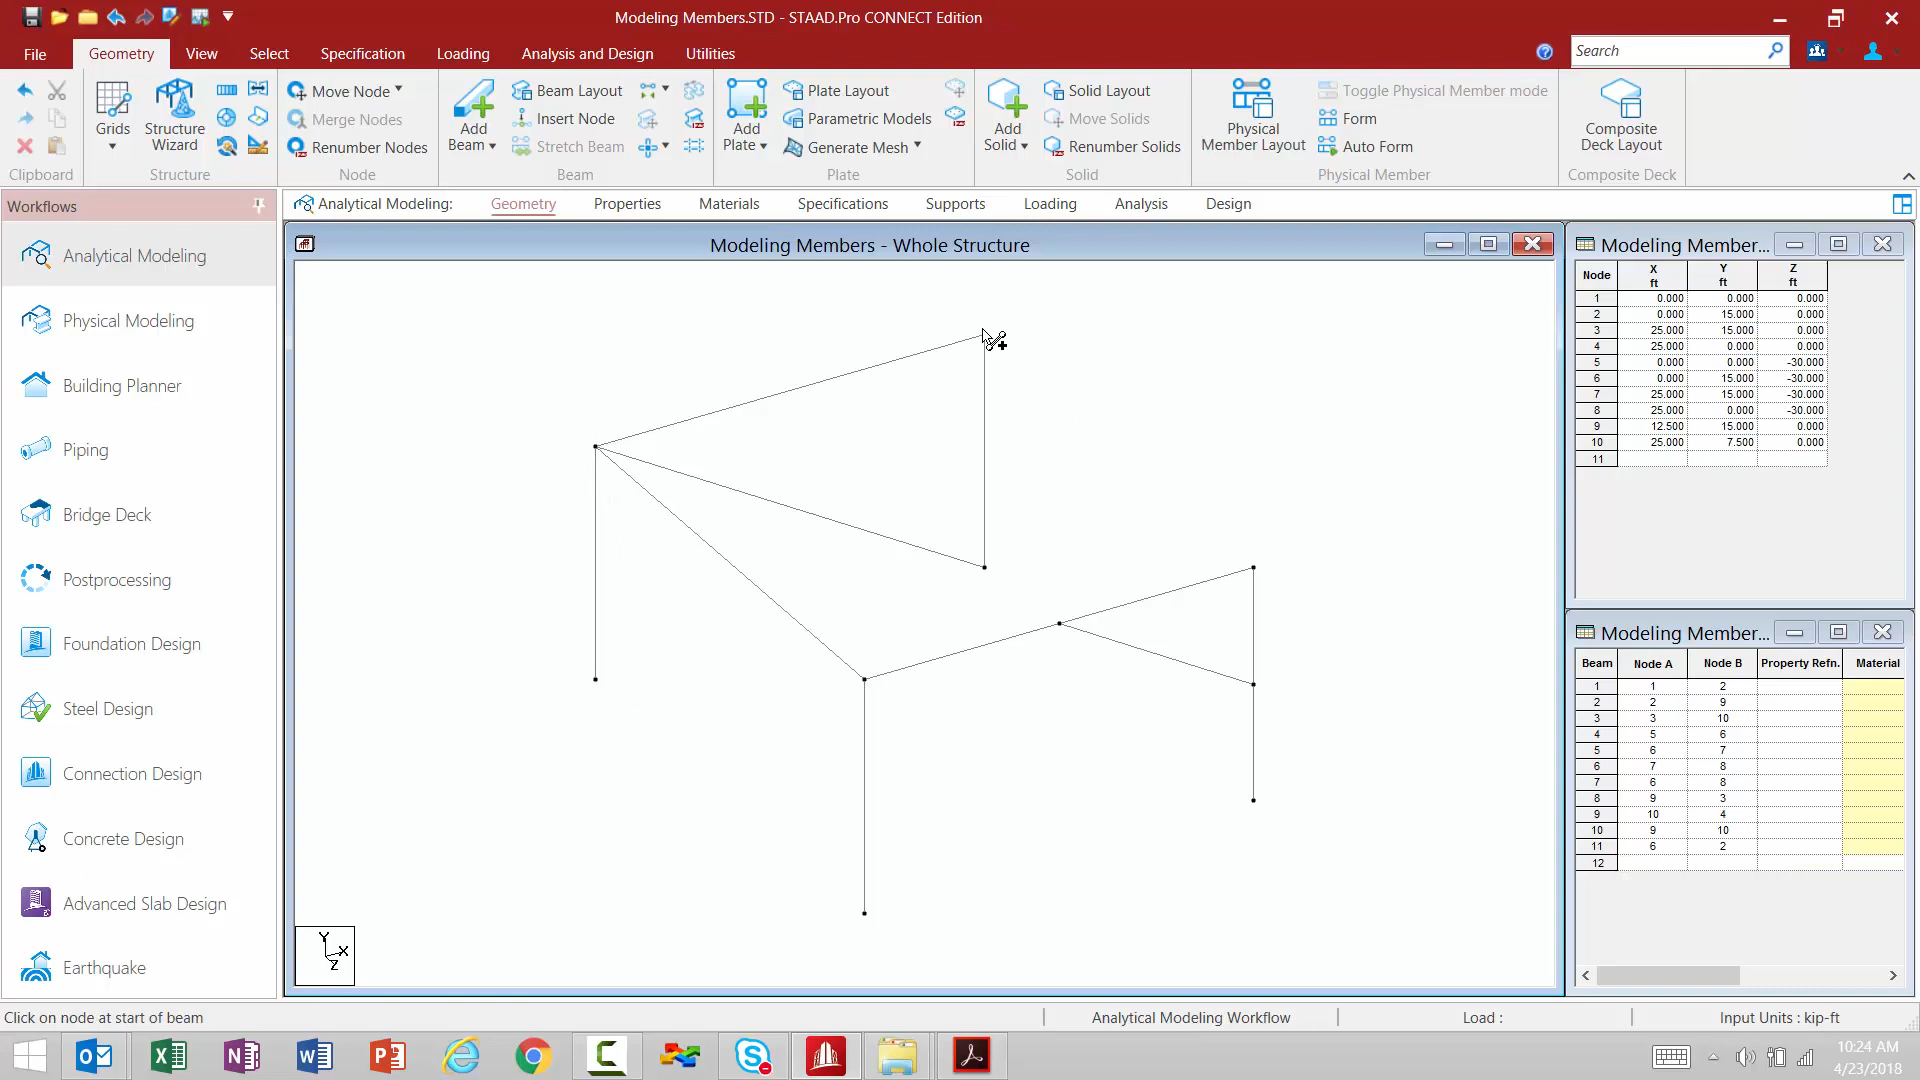 Modeling Members.STD - STAAD.Pro CONNECT Edition
File Geometry View Select Specification Loading Analysis and Design Utilities Search
Move Node Beam Layout Plate Layout Solid Layout Toggle Physical Member mode
Merge Nodes Insert Node Parametric Models Move Solids Form
Grids Structure Wizard Add Beam Add Plate Add Solid Physical Member Layout Composite Deck Layout
Renumber Nodes Stretch Beam Generate Mesh Renumber Solids Auto Form
Clipboard Structure Node Beam Plate Solid Physical Member Composite Deck
Workflows
Analytical Modeling: Geometry Properties Materials Specifications Supports Loading Analysis Design
Analytical Modeling
Physical Modeling
Building Planner
Piping
Bridge Deck
Postprocessing
Foundation Design
Steel Design
Connection Design
Concrete Design
Advanced Slab Design
Earthquake
Modeling Members - Whole Structure
Y
X
Z
Modeling Member...
Node X ft Y ft Z ft
1 0.000 0.000 0.000
2 0.000 15.000 0.000
3 25.000 15.000 0.000
4 25.000 0.000 0.000
5 0.000 0.000 -30.000
6 0.000 15.000 -30.000
7 25.000 15.000 -30.000
8 25.000 0.000 -30.000
9 12.500 15.000 0.000
10 25.000 7.500 0.000
11
Modeling Member...
Beam Node A Node B Property Refn. Material
1 1 2
2 2 9
3 3 10
4 5 6
5 6 7
6 7 8
7 6 8
8 9 3
9 10 4
10 9 10
11 6 2
12
Click on node at start of beam Analytical Modeling Workflow Load : Input Units : kip-ft
10:24 AM
4/23/2018